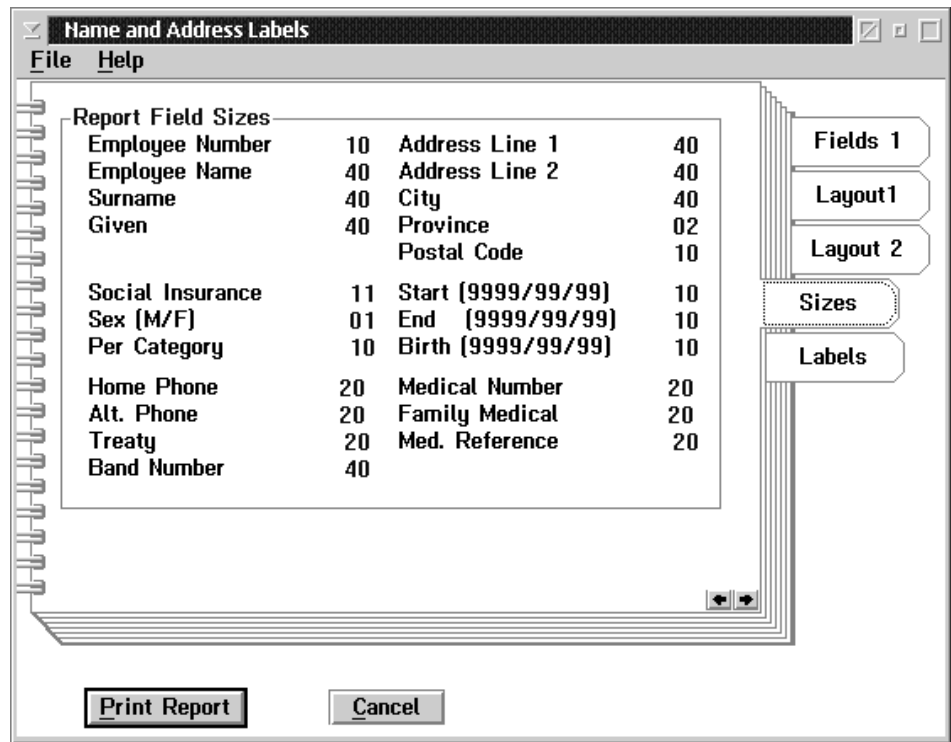 Name and Address Labels
File Help
Report Field Sizes
Employee Number 10 Address Line 1 40
Employee Name 40 Address Line 2 40
Surname 40 City 40
Given 40 Province 02
Postal Code 10
Social Insurance 11 Start (9999/99/99) 10
Sex (M/F) 01 End (9999/99/99) 10
Per Category 10 Birth (9999/99/99) 10
Home Phone 20 Medical Number 20
Alt. Phone 20 Family Medical 20
Treaty 20 Med. Reference 20
Band Number 40
Fields 1
Layout1
Layout 2
Sizes
Labels
Print Report Cancel